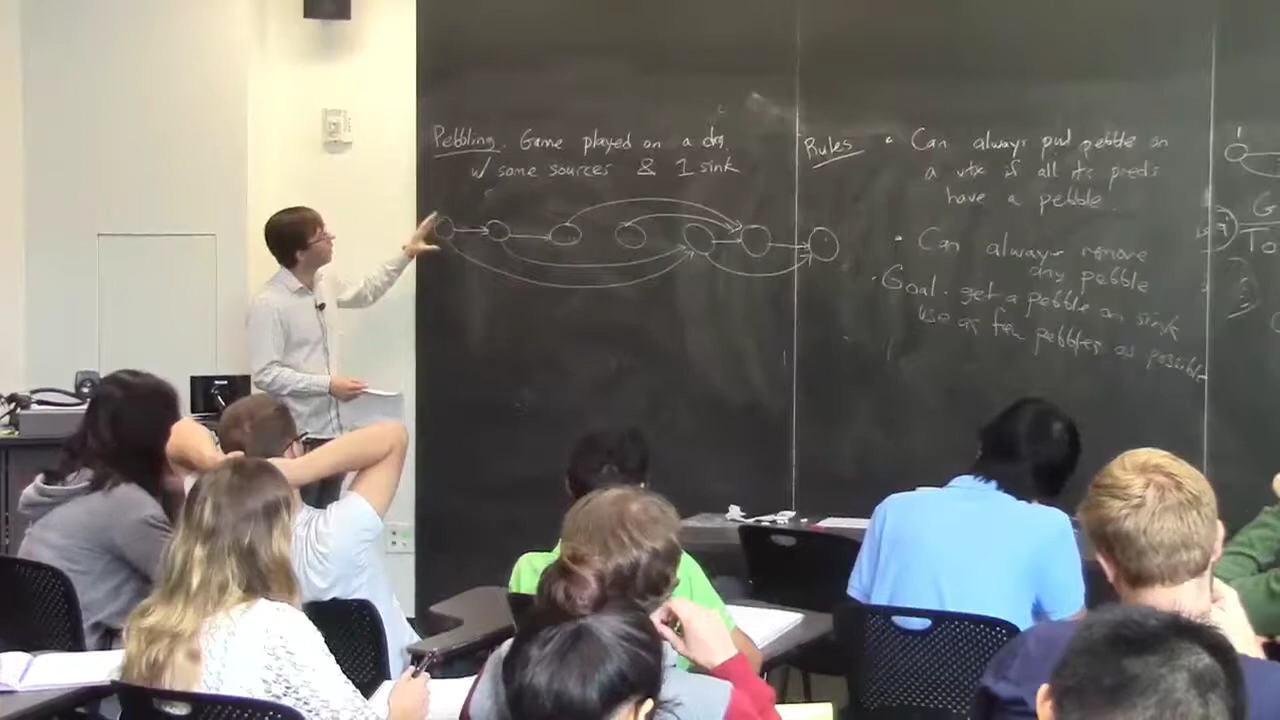 Pebbling. Game played on a dag
w/ some sources & 1 sink
Rules
• Can always put pebble on
a vtx if all its preds
have a pebble.
• Can always remove
any pebble
• Goal. get a pebble on sink
use as few pebbles as possible
1
G
To